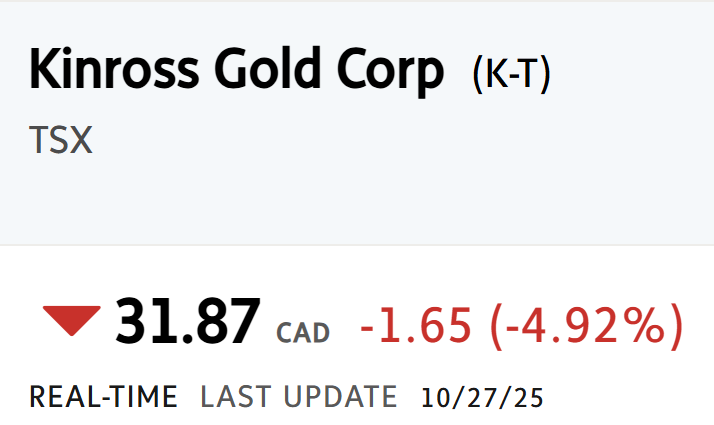 Kinross Gold Corp (K-T)
TSX
31.87 CAD -1.65 (-4.92%)
REAL-TIME LAST UPDATE 10/27/25